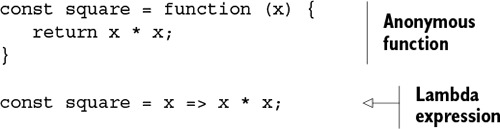 const square = function (x) {
return x * x;
}
Anonymous
function
const square = x => x * x;
Lambda
expression